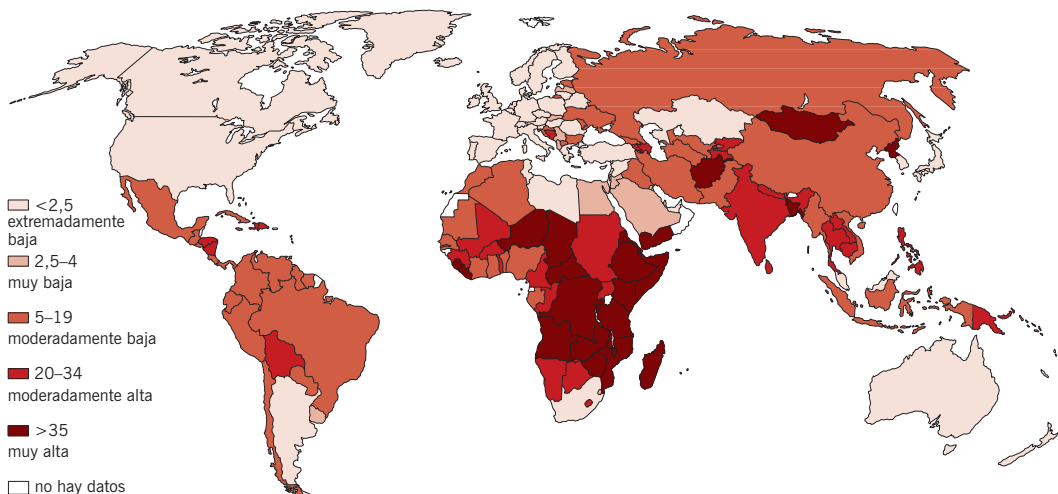 <2,5
extremadamente
baja
2,5–4
muy baja
5–19
moderadamente baja
20–34
moderadamente alta
>35
muy alta
no hay datos